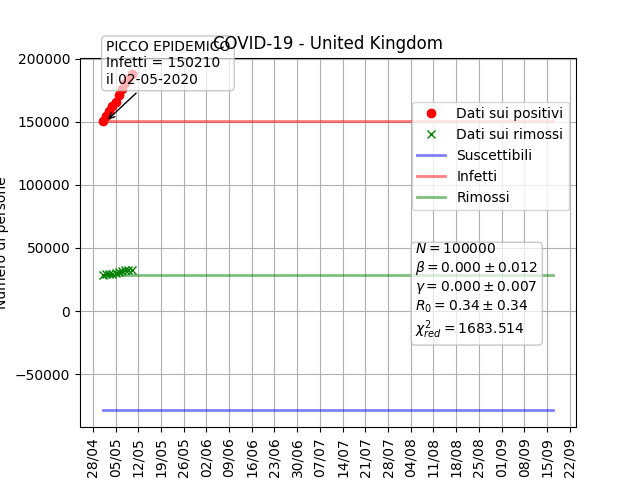 COVID-19 - United Kingdom
PICCO EPIDEMICO
Infetti = 150210
il 02-05-2020
Numero di persone
200000
150000
100000
50000
0
−50000
Dati sui positivi
Dati sui rimossi
Suscettibili
Infetti
Rimossi
N = 100000
β = 0.000 ± 0.012
γ = 0.000 ± 0.007
R₀ = 0.34 ± 0.34
χ²red = 1683.514
28/04
05/05
12/05
19/05
26/05
02/06
09/06
16/06
23/06
30/06
07/07
14/07
21/07
28/07
04/08
11/08
18/08
25/08
01/09
08/09
15/09
22/09